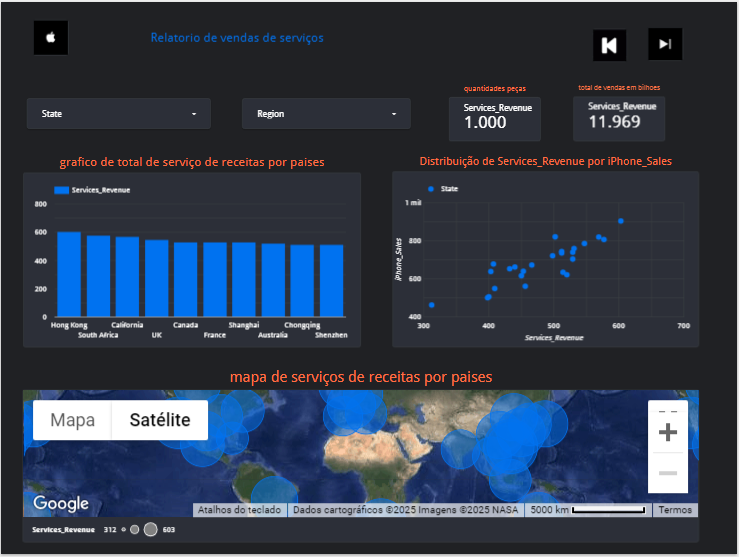 Relatorio de vendas de serviços
quantidades peças
total de vendas em bilhoes
State
Region
Services_Revenue
1.000
Services_Revenue
11.969
grafico de total de serviço de receitas por paises
Services_Revenue
800
600
400
200
0
Hong Kong
South Africa
California
UK
Canada
France
Shanghai
Australia
Chongqing
Shenzhen
Distribuição de Services_Revenue por iPhone_Sales
State
iPhone_Sales
1 mil
800
600
400
300
400
500
600
700
Services_Revenue
mapa de serviços de receitas por paises
Mapa
Satélite
Google
Atalhos do teclado
Dados cartográficos ©2025 Imagens ©2025 NASA
5000 km
Termos
Services_Revenue 312 603